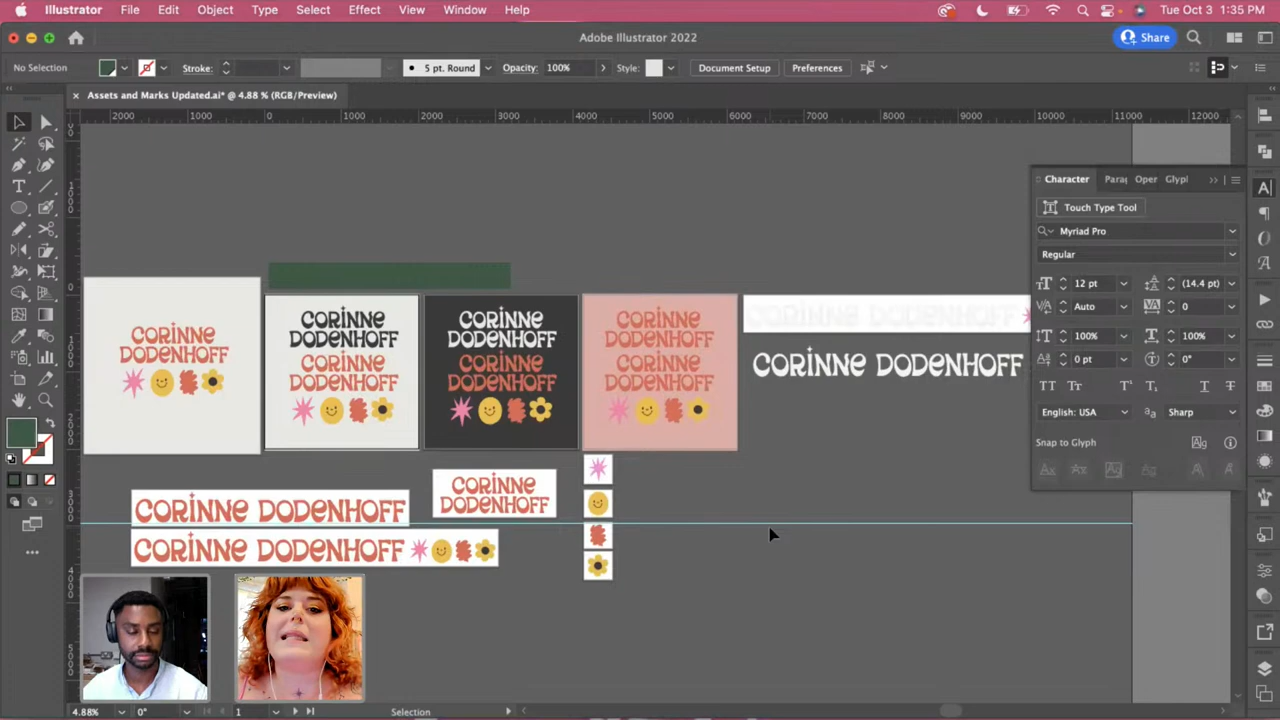 Illustrator File Edit Object Type Select Effect View Window Help
Tue Oct 3 1:35 PM
Adobe Illustrator 2022
Share
No Selection
Stroke:
5 pt. Round
Opacity: 100%
Style:
Document Setup
Preferences
Assets and Marks Updated.ai* @ 4.88 % (RGB/Preview)
2000 1000 0 1000 2000 3000 4000 5000 6000 7000 8000 9000 10000 11000 12000
Character
Para
Oper
Glypl
Touch Type Tool
Myriad Pro
Regular
12 pt
(14.4 pt)
Auto
0
100%
100%
0 pt
0°
English: USA
Sharp
Snap to Glyph
CORINNE
DODENHOFF
CORINNE
DODENHOFF
CORINNE
DODENHOFF
CORINNE
DODENHOFF
CORINNE
DODENHOFF
CORINNE
DODENHOFF
CORINNE
DODENHOFF
CORINNE DODENHOFF
CORINNE DODENHOFF
CORINNE
DODENHOFF
CORINNE DODENHOFF
CORINNE DODENHOFF
4.88%
0°
1
Selection